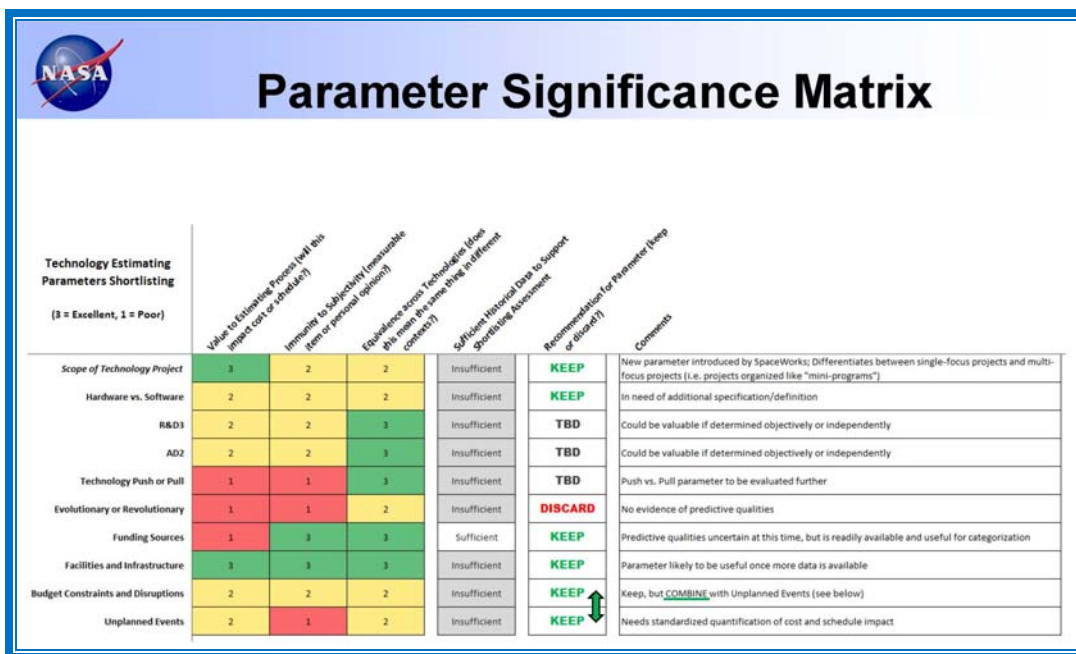 NASA
Parameter Significance Matrix
Technology Estimating
Parameters Shortlisting
(3 = Excellent, 1 = Poor)
Value to Estimating Process (will this
impact cost or schedule?)
Immunity to Subjectivity (measurable
item or personal opinion?)
Equivalence across Technologies (does
this mean the same thing in different
contexts?)
Sufficient Historical Data to Support
Shortlisting Assessment
Recommendation for Parameter (keep
or discard?)
Comments
Scope of Technology Project 3 2 2 Insufficient KEEP New parameter introduced by SpaceWorks; Differentiates between single-focus projects and multi-
focus projects (i.e. projects organized like "mini-programs")
Hardware vs. Software 2 2 2 Insufficient KEEP In need of additional specification/definition
R&D3 2 2 3 Insufficient TBD Could be valuable if determined objectively or independently
AD2 2 2 3 Insufficient TBD Could be valuable if determined objectively or independently
Technology Push or Pull 1 1 3 Insufficient TBD Push vs. Pull parameter to be evaluated further
Evolutionary or Revolutionary 1 1 2 Insufficient DISCARD No evidence of predictive qualities
Funding Sources 1 3 3 Sufficient KEEP Predictive qualities uncertain at this time, but is readily available and useful for categorization
Facilities and Infrastructure 3 3 3 Insufficient KEEP Parameter likely to be useful once more data is available
Budget Constraints and Disruptions 2 2 2 Insufficient KEEP Keep, but COMBINE with Unplanned Events (see below)
Unplanned Events 2 1 2 Insufficient KEEP Needs standardized quantification of cost and schedule impact